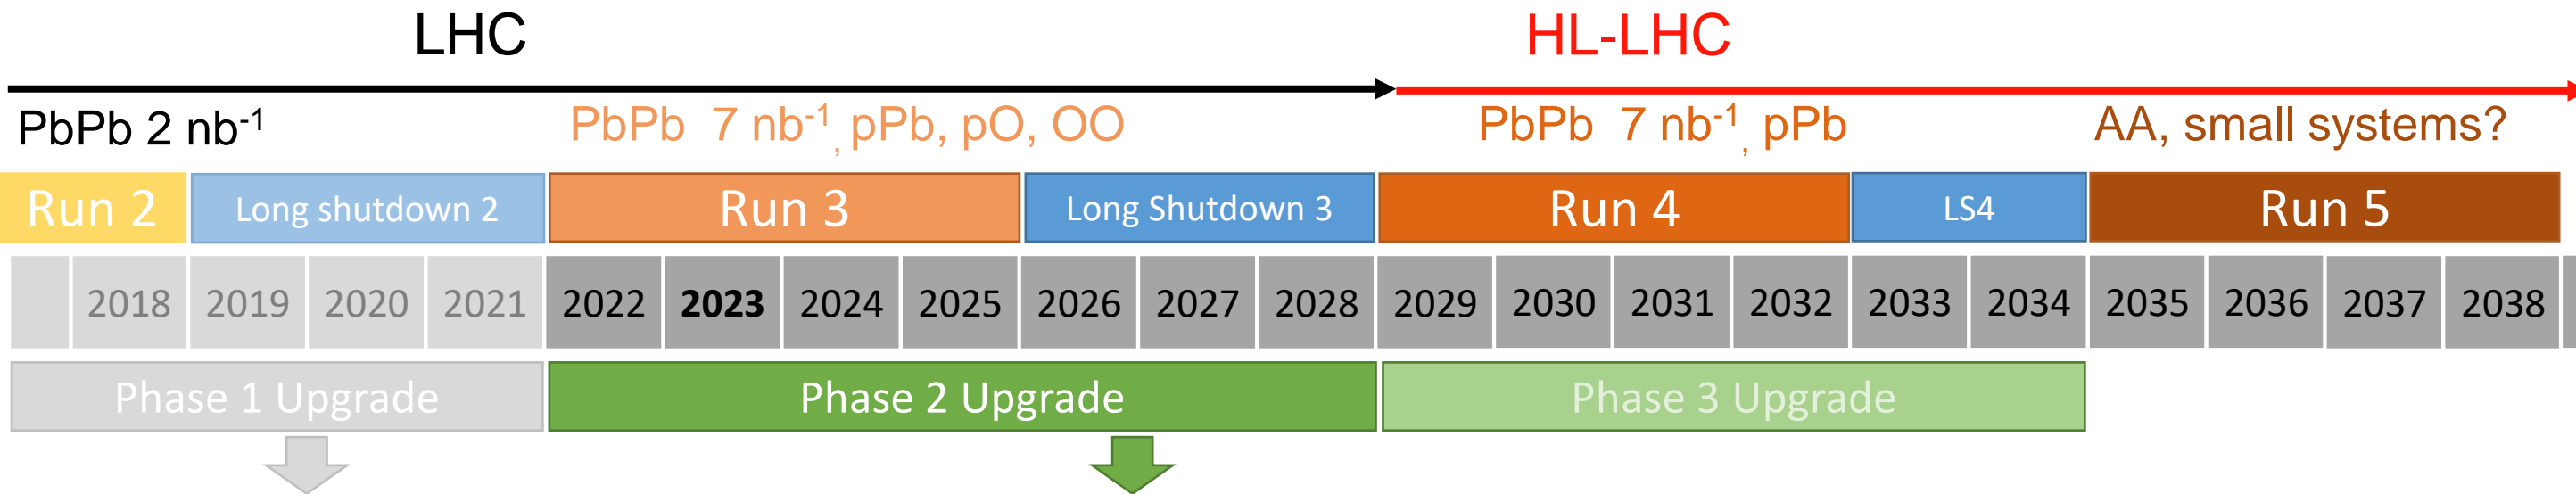 LHC HL-LHC
PbPb 2 nb-1 PbPb 7 nb-1, pPb, pO, OO PbPb 7 nb-1, pPb AA, small systems?
Run 2 Long shutdown 2 Run 3 Long Shutdown 3 Run 4 LS4 Run 5
2018 2019 2020 2021 2022 2023 2024 2025 2026 2027 2028 2029 2030 2031 2032 2033 2034 2035 2036 2037 2038
Phase 1 Upgrade Phase 2 Upgrade Phase 3 Upgrade